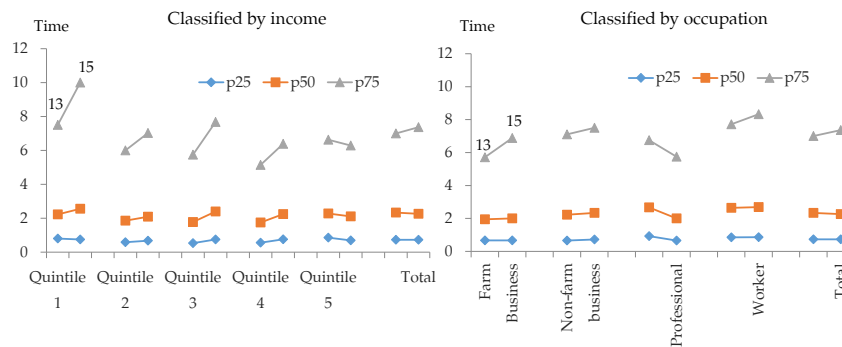 Classified by income
Time
12
10
8
6
4
2
0
13
15
p25 p50 p75
Quintile Quintile Quintile Quintile Quintile Total
1 2 3 4 5
Classified by occupation
Time
12
10
8
6
4
2
0
13
15
p25 p50 p75
Farm
Business
Non-farm
business
Professional
Worker
Total